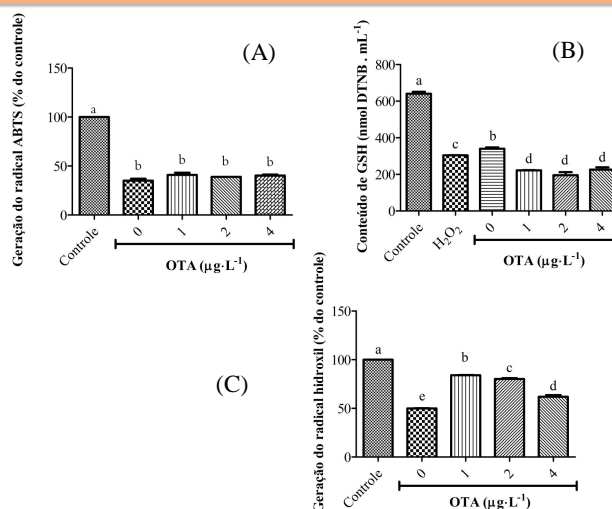 (A)
Geração do radical ABTS (% do controle)
150
100
50
0
a
b
b
b
b
Controle
0
1
2
4
OTA (µg·L⁻¹)
(B)
Conteúdo de GSH (nmol DTNB . mL⁻¹)
800
600
400
200
0
a
c
b
d
d
d
Controle
H₂O₂
0
1
2
4
OTA (µg·L⁻¹)
(C)
Geração do radical hidroxil (% do controle)
150
100
50
0
a
e
b
c
d
Controle
0
1
2
4
OTA (µg·L⁻¹)